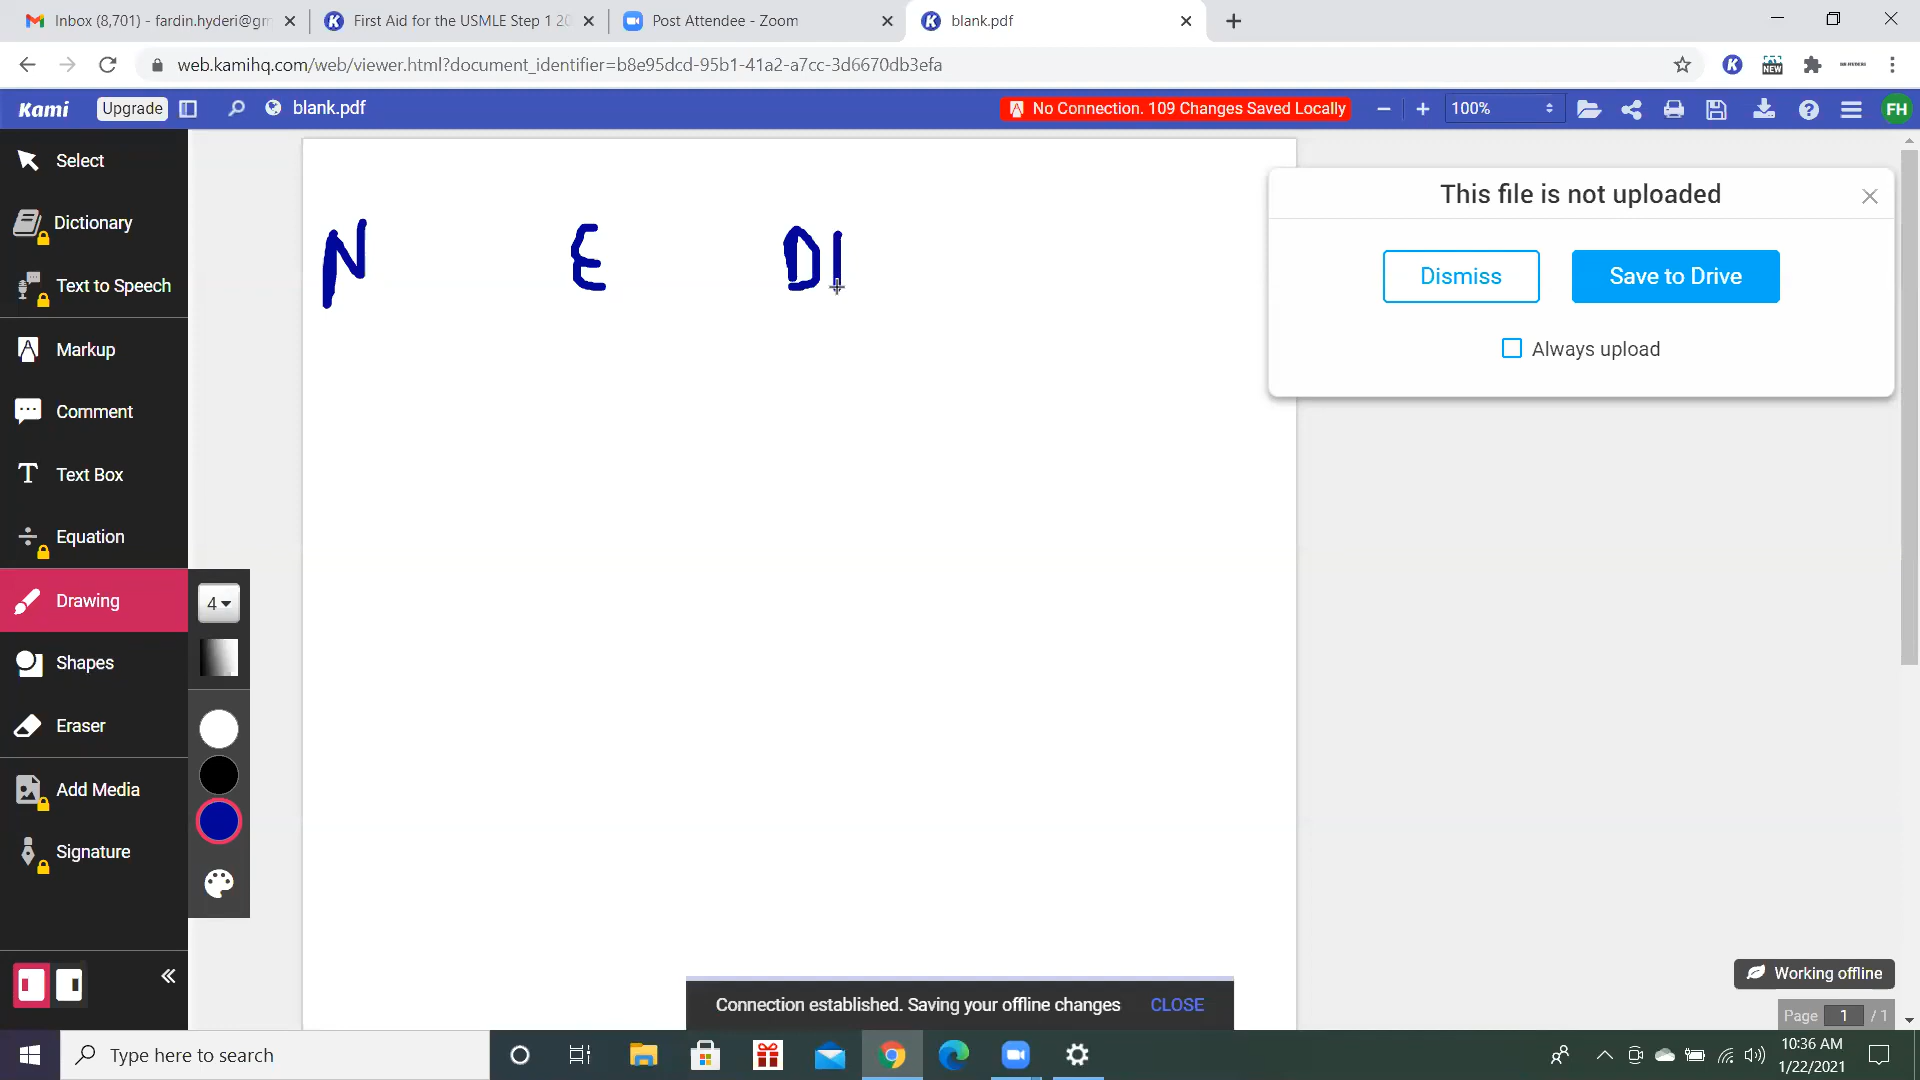 Inbox (8,701) - fardin.hyderi@gm
First Aid for the USMLE Step 1 20
Post Attendee - Zoom
blank.pdf
web.kamihq.com/web/viewer.html?document_identifier=b8e95dcd-95b1-41a2-a7cc-3d6670db3efa
K
NEW
Kami
Upgrade
blank.pdf
No Connection. 109 Changes Saved Locally
100%
FH
Select
Dictionary
Text to Speech
Markup
Comment
Text Box
Equation
Drawing
Shapes
Eraser
Add Media
Signature
4
N E DI
This file is not uploaded
Dismiss
Save to Drive
Always upload
Working offline
Connection established. Saving your offline changes CLOSE
Page 1 / 1
Type here to search
10:36 AM
1/22/2021